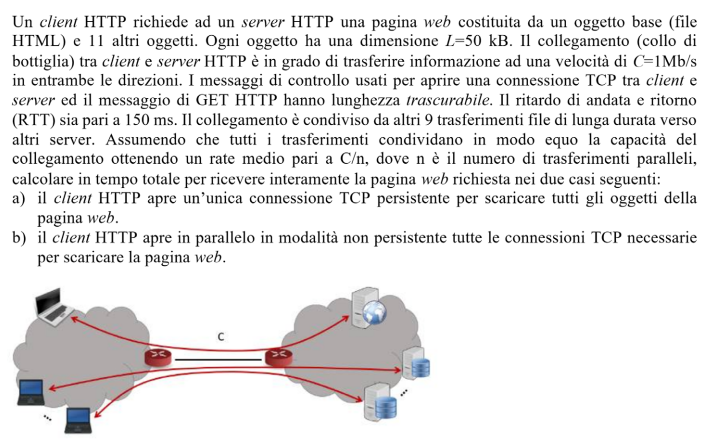 Un client HTTP richiede ad un server HTTP una pagina web costituita da un oggetto base (file
HTML) e 11 altri oggetti. Ogni oggetto ha una dimensione L=50 kB. Il collegamento (collo di
bottiglia) tra client e server HTTP è in grado di trasferire informazione ad una velocità di C=1Mb/s
in entrambe le direzioni. I messaggi di controllo usati per aprire una connessione TCP tra client e
server ed il messaggio di GET HTTP hanno lunghezza trascurabile. Il ritardo di andata e ritorno
(RTT) sia pari a 150 ms. Il collegamento è condiviso da altri 9 trasferimenti file di lunga durata verso
altri server. Assumendo che tutti i trasferimenti condividano in modo equo la capacità del
collegamento ottenendo un rate medio pari a C/n, dove n è il numero di trasferimenti paralleli,
calcolare in tempo totale per ricevere interamente la pagina web richiesta nei due casi seguenti:
a) il client HTTP apre un'unica connessione TCP persistente per scaricare tutti gli oggetti della
pagina web.
b) il client HTTP apre in parallelo in modalità non persistente tutte le connessioni TCP necessarie
per scaricare la pagina web.
C
...
...